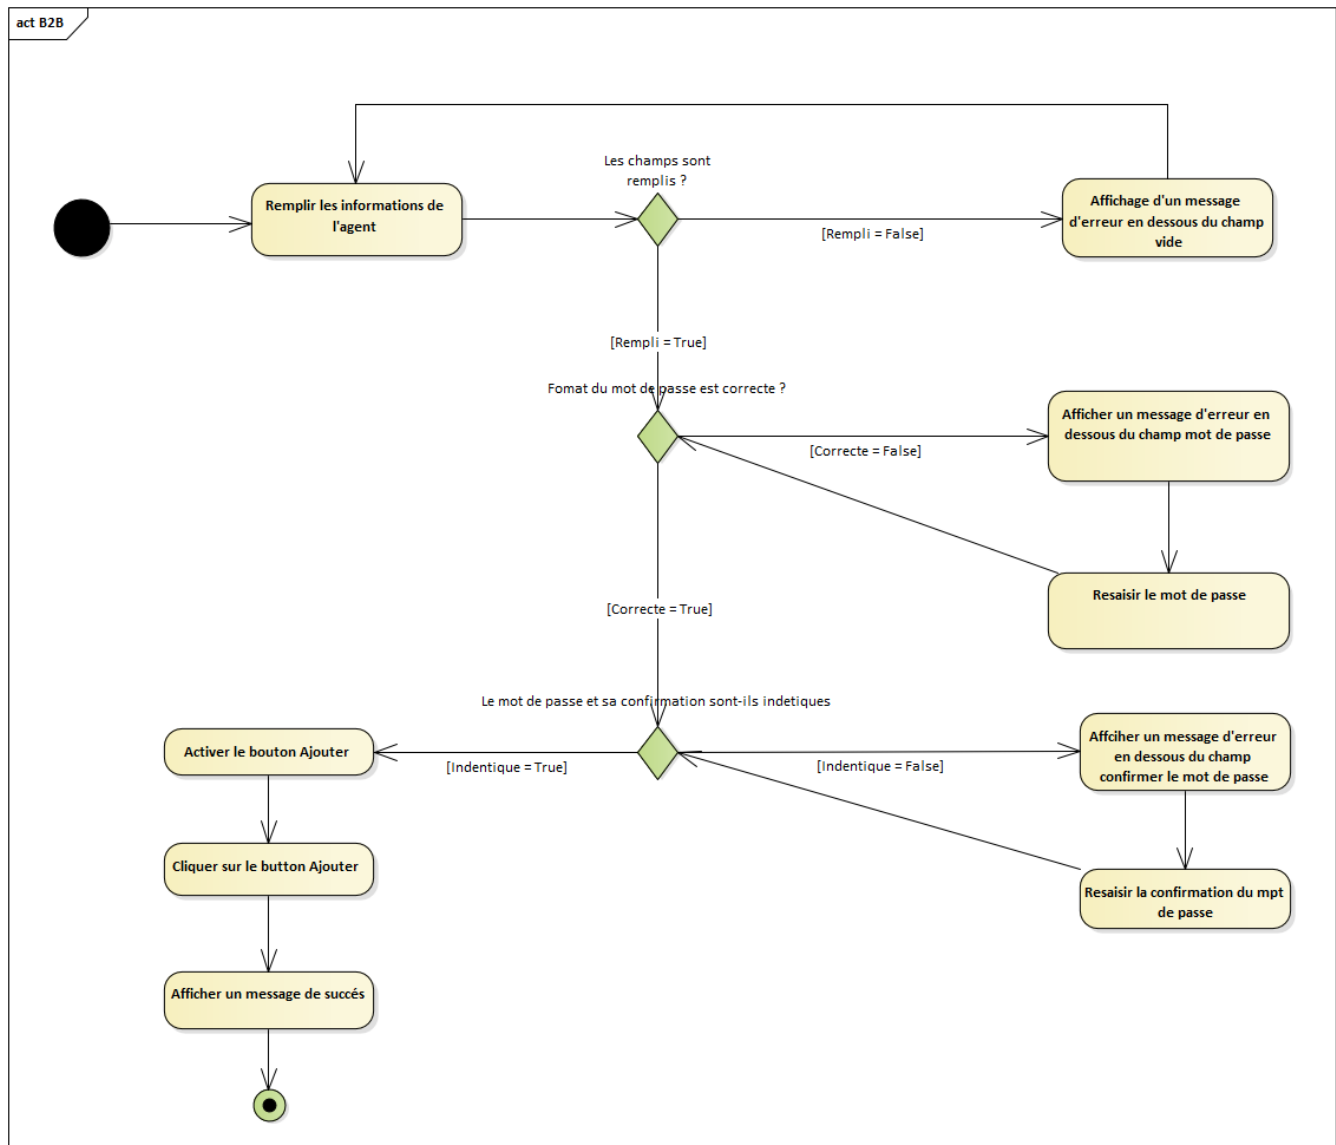 act B2B
Les champs sont
remplis ?
Remplir les informations de
l'agent
Affichage d'un message
d'erreur en dessous du champ
vide
[Rempli = False]
[Rempli = True]
Fomat du mot de passe est correcte ?
Afficher un message d'erreur en
dessous du champ mot de passe
[Correcte = False]
Resaisir le mot de passe
[Correcte = True]
Le mot de passe et sa confirmation sont-ils indetiques
Activer le bouton Ajouter
[Indentique = True]
[Indentique = False]
Affciher un message d'erreur
en dessous du champ
confirmer le mot de passe
Cliquer sur le button Ajouter
Resaisir la confirmation du mpt
de passe
Afficher un message de succés